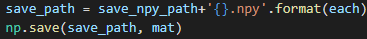 save_path = save_npy_path+'{}.npy'.format(each)
np.save(save_path, mat)